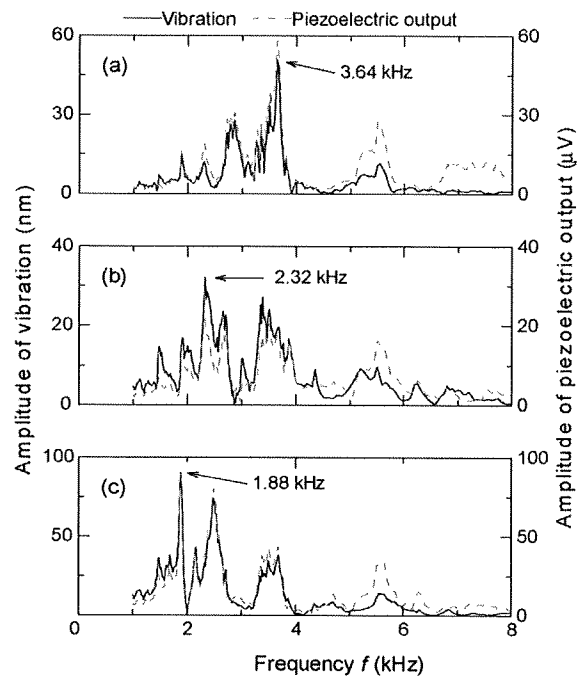 Vibration
Piezoelectric output
60
30
0
(a)
3.64 kHz
60
30
0
40
20
0
(b)
2.32 kHz
40
20
0
100
50
(c)
1.88 kHz
100
50
0
0
2
4
6
8
Amplitude of vibration (nm)
Amplitude of piezoelectric output (μV)
Frequency f (kHz)